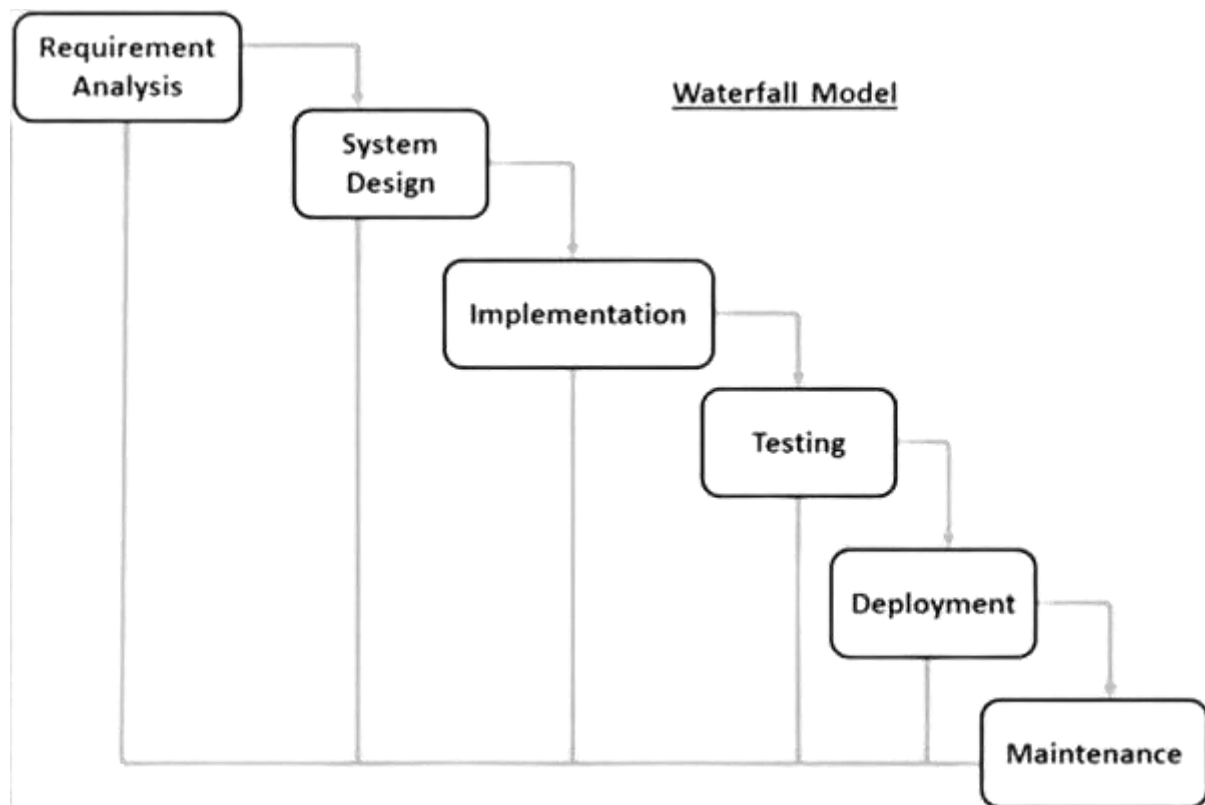 Requirement
Analysis
Waterfall Model
System
Design
Implementation
Testing
Deployment
Maintenance